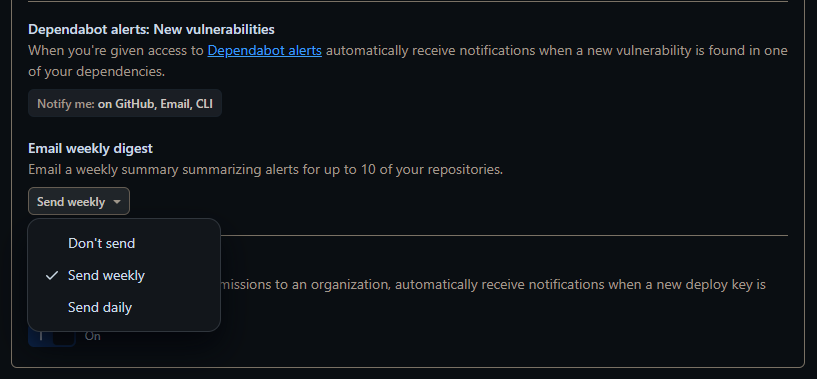 Dependabot alerts: New vulnerabilities
When you're given access to Dependabot alerts automatically receive notifications when a new vulnerability is found in one
of your dependencies.
Notify me: on GitHub, Email, CLI
Email weekly digest
Email a weekly summary summarizing alerts for up to 10 of your repositories.
Send weekly
Don't send
Send weekly
Send daily
missions to an organization, automatically receive notifications when a new deploy key is
On